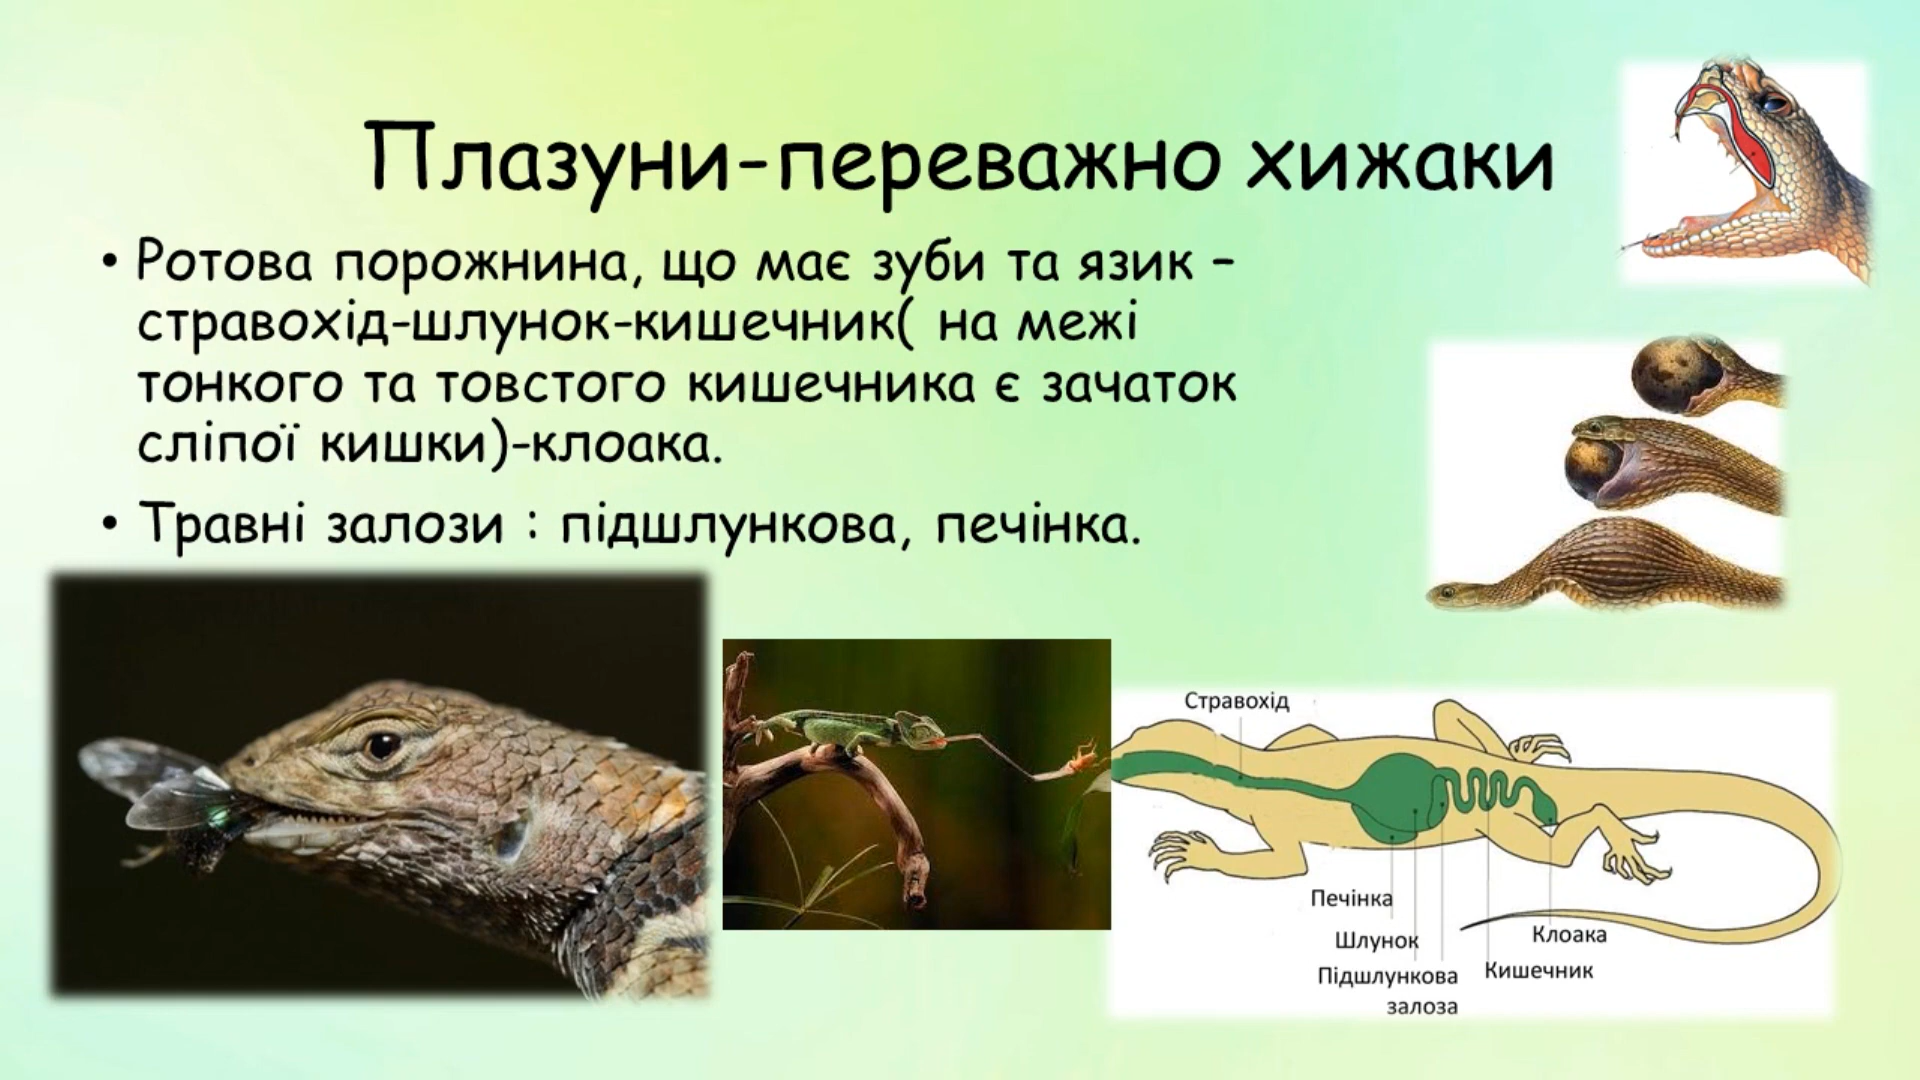 Плазуни-переважно хижаки
• Ротова порожнина, що має зуби та язик –
стравохід-шлунок-кишечник( на межі
тонкого та товстого кишечника є зачаток
сліпої кишки)-клоака.
• Травні залози : підшлункова, печінка.
Стравохід
Печінка
Шлунок
Клоака
Підшлункова
залоза
Кишечник